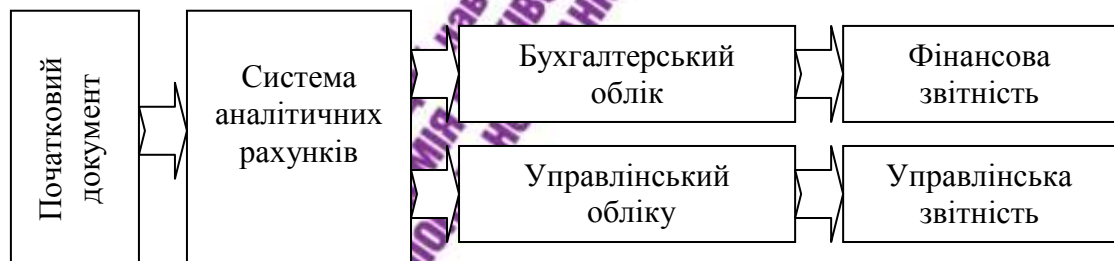 Початковий
документ
Система
аналітичних
рахунків
Бухгалтерський
облік
Фінансова
звітність
Управлінський
обліку
Управлінська
звітність